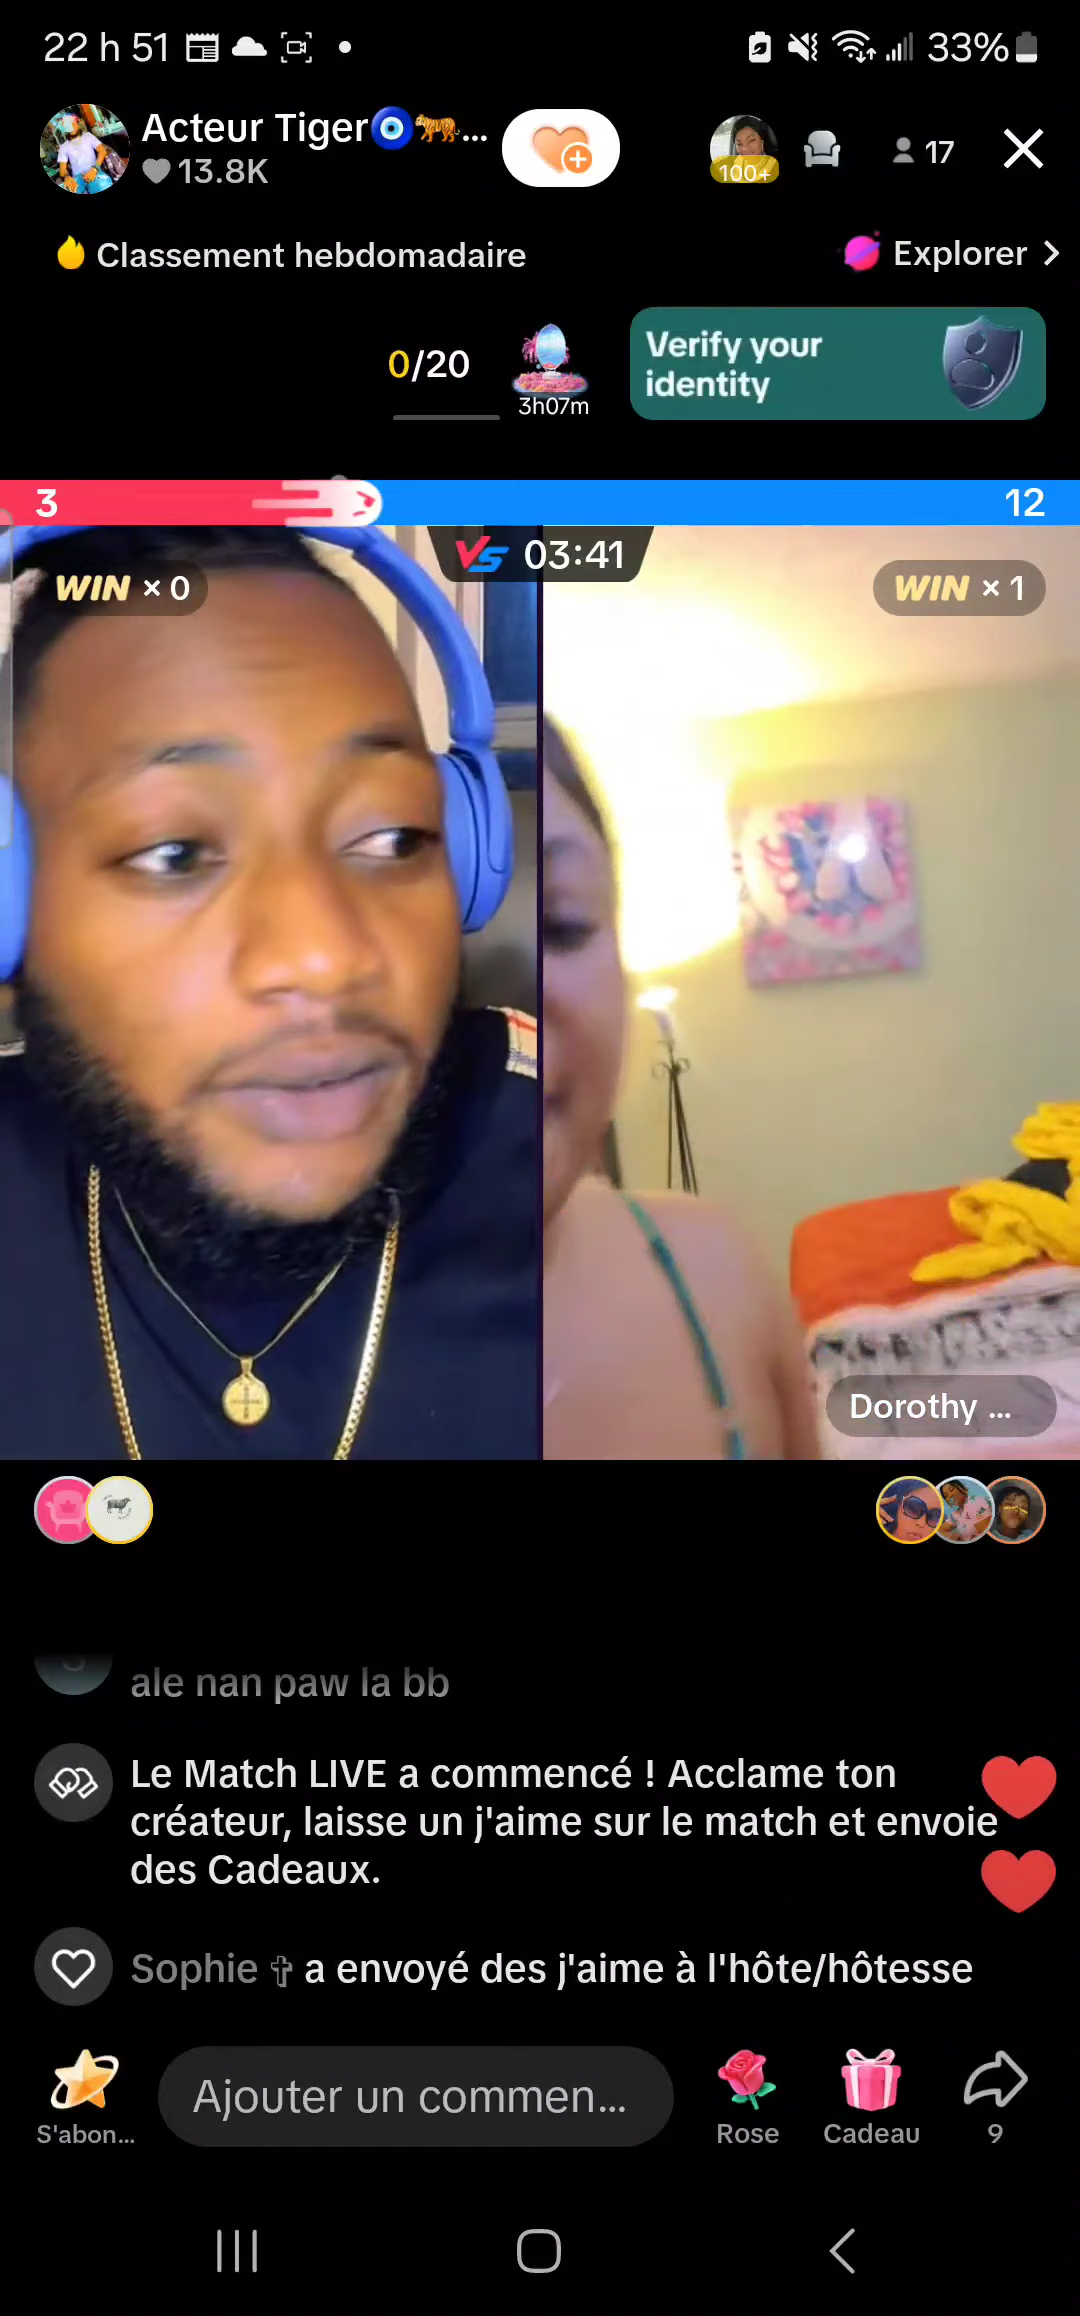 22 h 51
33%
Acteur Tiger🧿🐅...
13.8K
100+
17
Classement hebdomadaire
Explorer
0/20
3h07m
Verify your
identity
3
12
VS 03:41
WIN × 0
WIN × 1
Dorothy ...
ale nan paw la bb
Le Match LIVE a commencé ! Acclame ton
créateur, laisse un j'aime sur le match et envoie
des Cadeaux.
Sophie ✞ a envoyé des j'aime à l'hôte/hôtesse
S'abon...
Ajouter un commen...
Rose
Cadeau
9